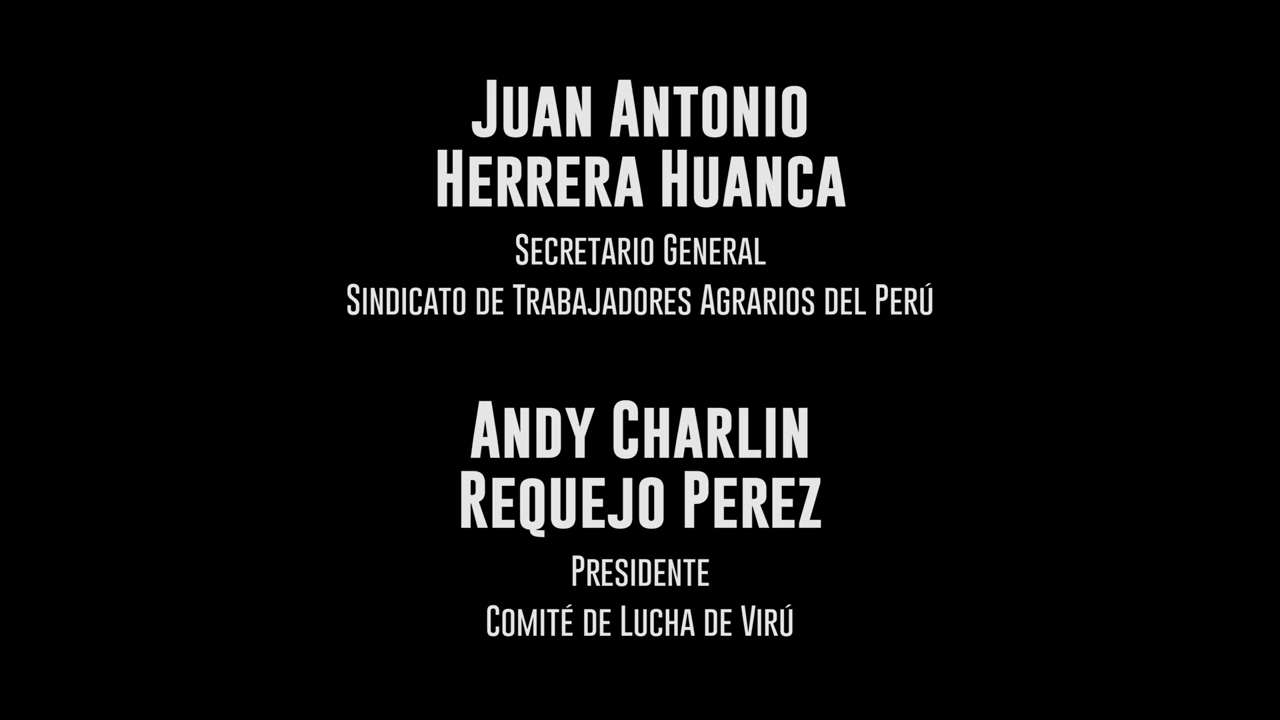 Juan Antonio
Herrera Huanca
Secretario General
Sindicato de Trabajadores Agrarios del Perú
Andy Charlin
Requejo Perez
Presidente
Comité de Lucha de Virú